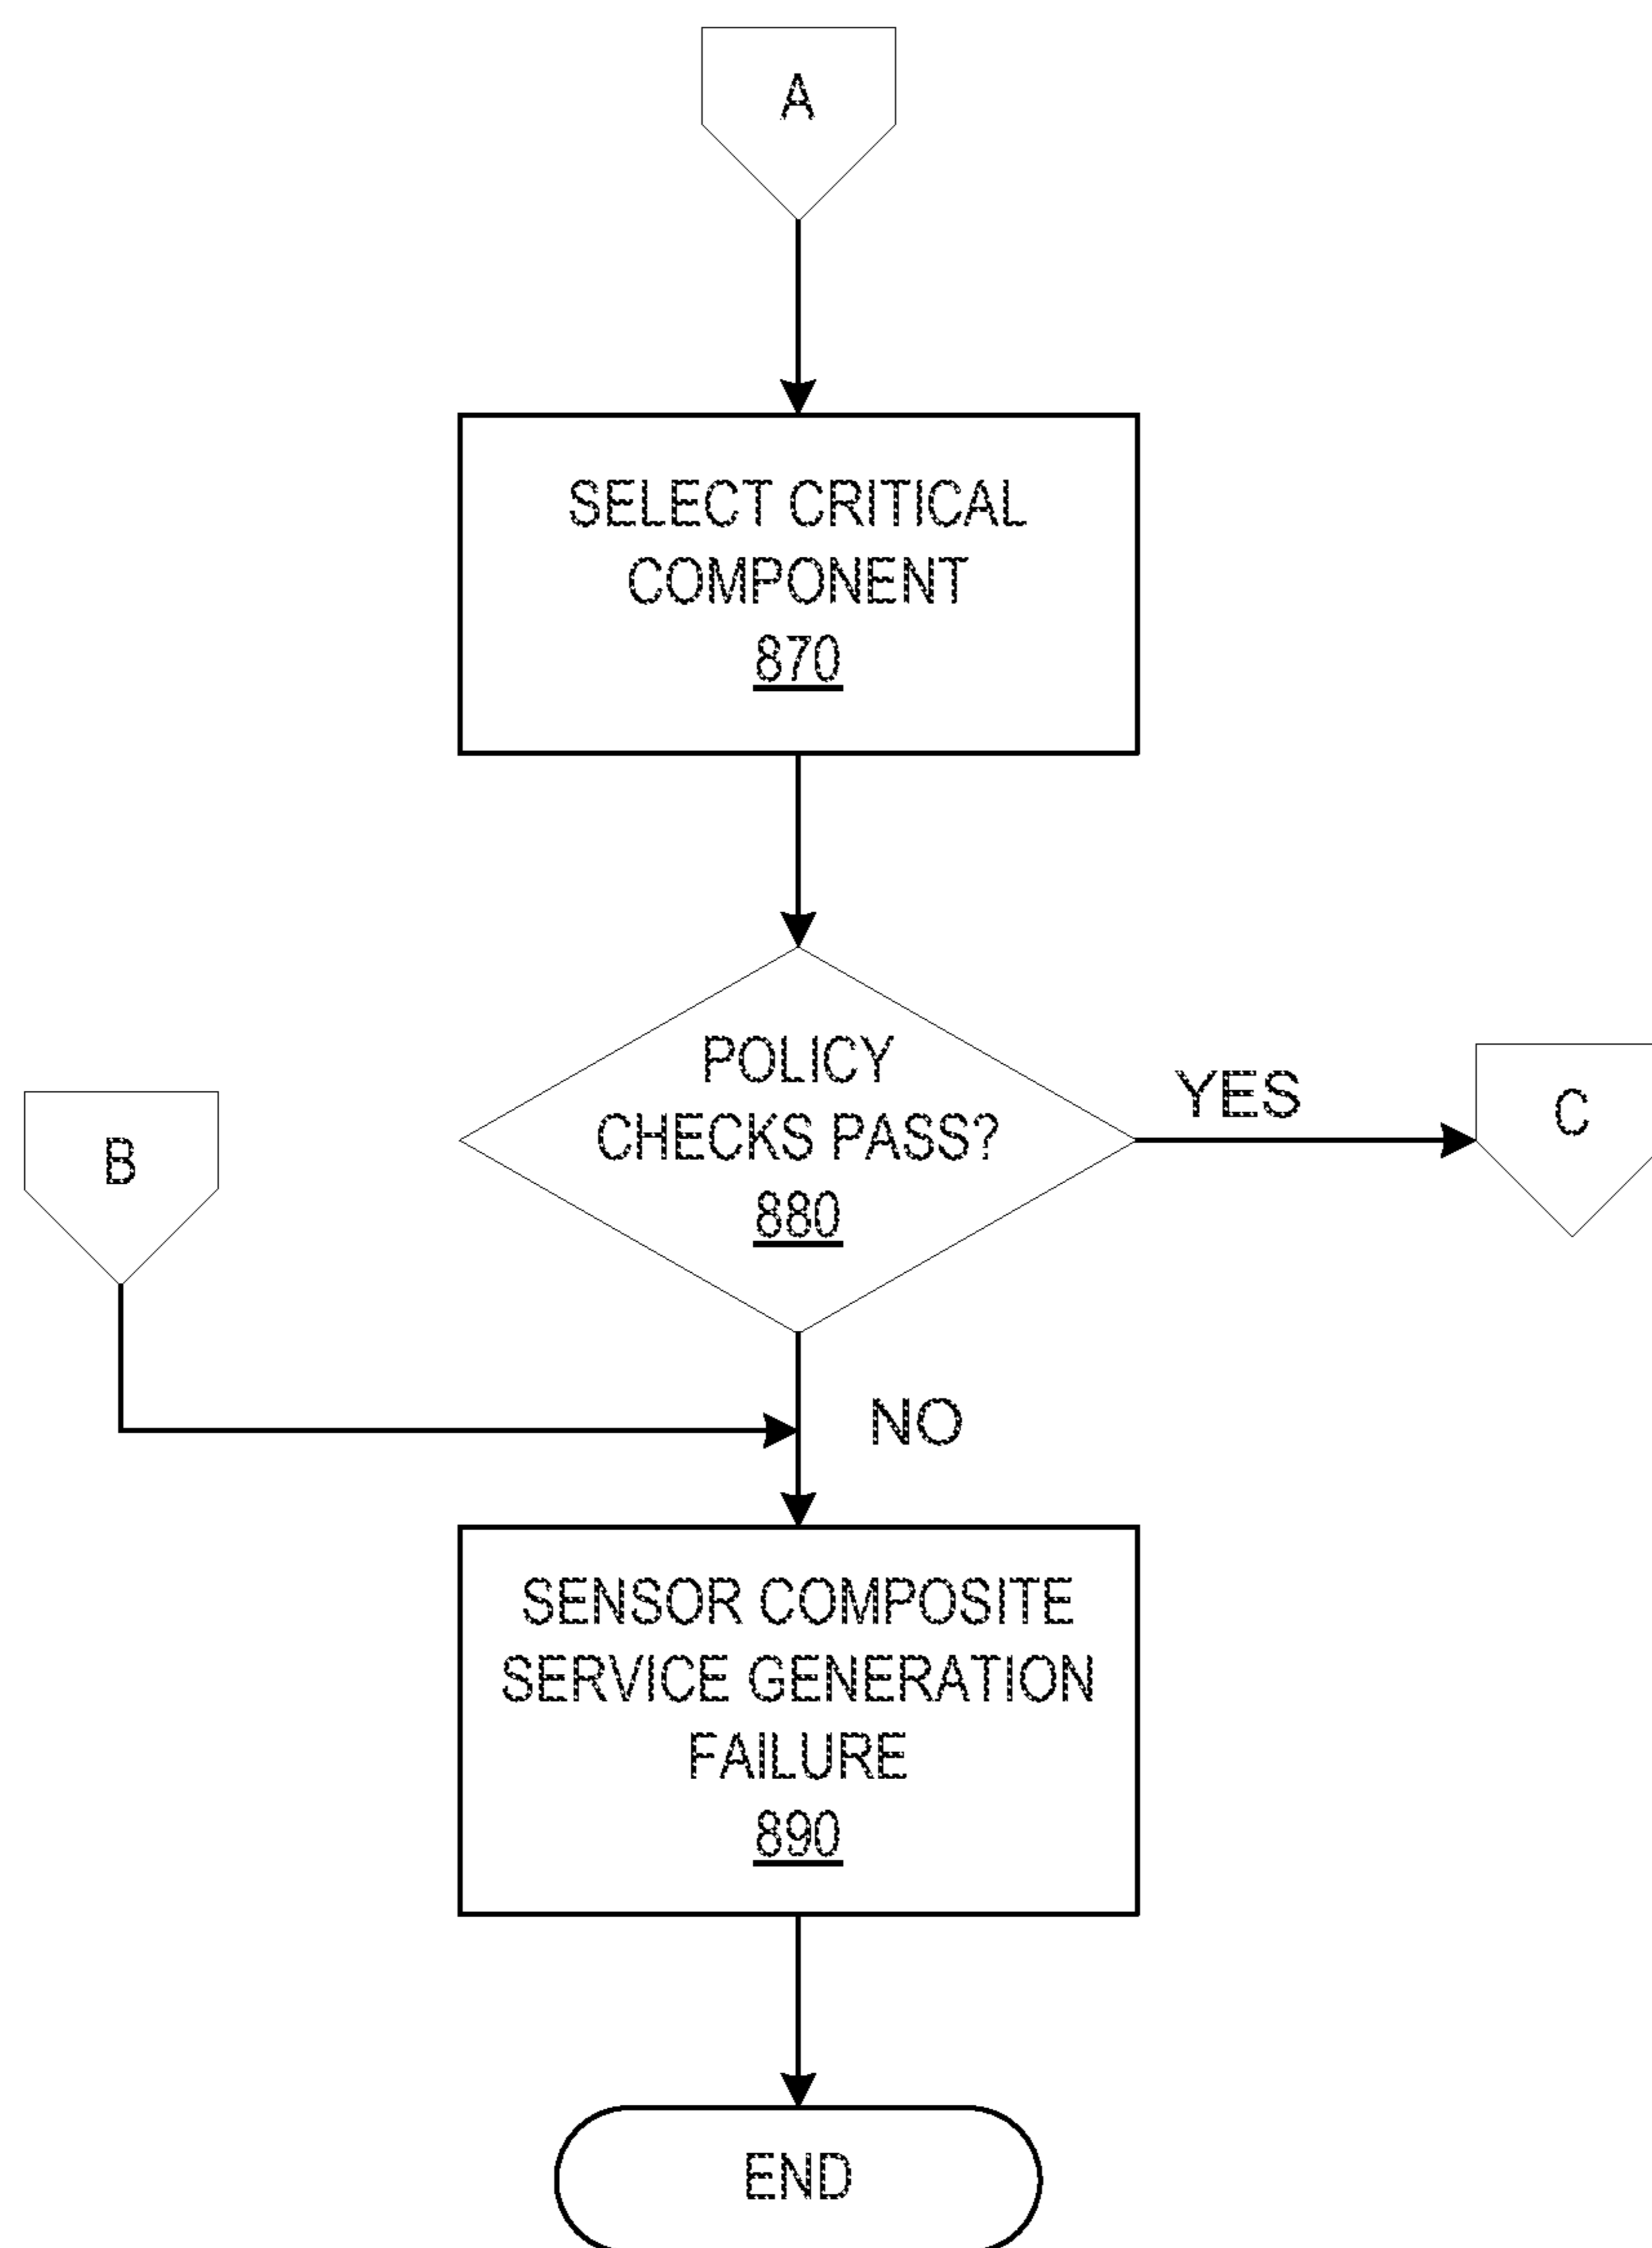 A
SELECT CRITICAL
COMPONENT
870
POLICY
CHECKS PASS?
880
YES
C
B
NO
SENSOR COMPOSITE
SERVICE GENERATION
FAILURE
890
END